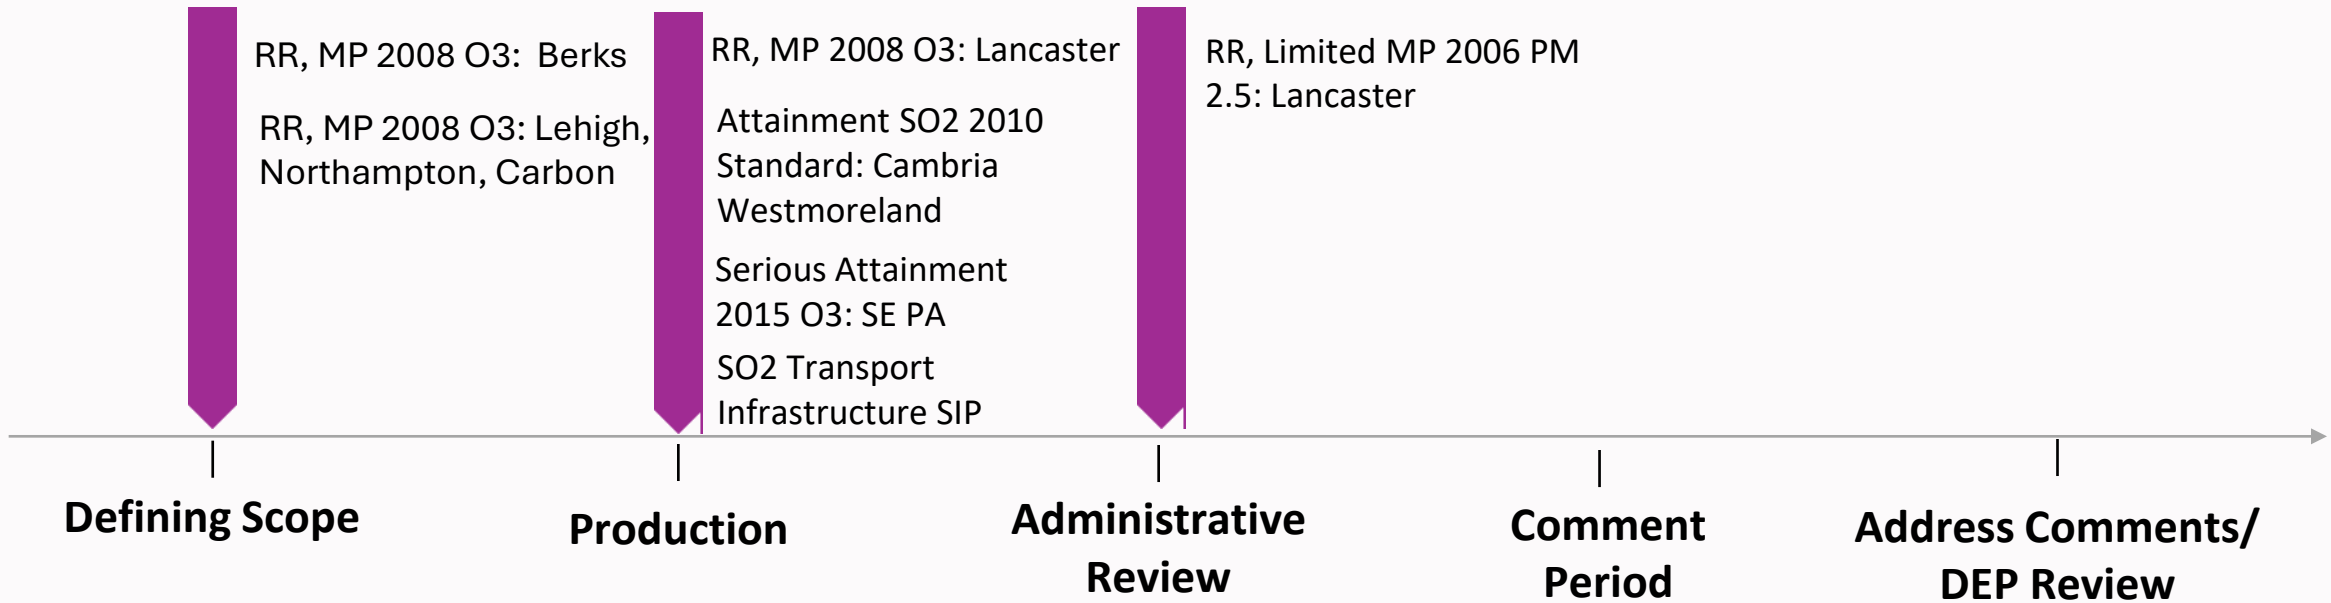 RR, MP 2008 O3: Berks
RR, MP 2008 O3: Lehigh,
Northampton, Carbon
RR, MP 2008 O3: Lancaster
Attainment SO2 2010
Standard: Cambria
Westmoreland
Serious Attainment
2015 O3: SE PA
SO2 Transport
Infrastructure SIP
RR, Limited MP 2006 PM
2.5: Lancaster
Defining Scope
Production
Administrative
Review
Comment
Period
Address Comments/
DEP Review